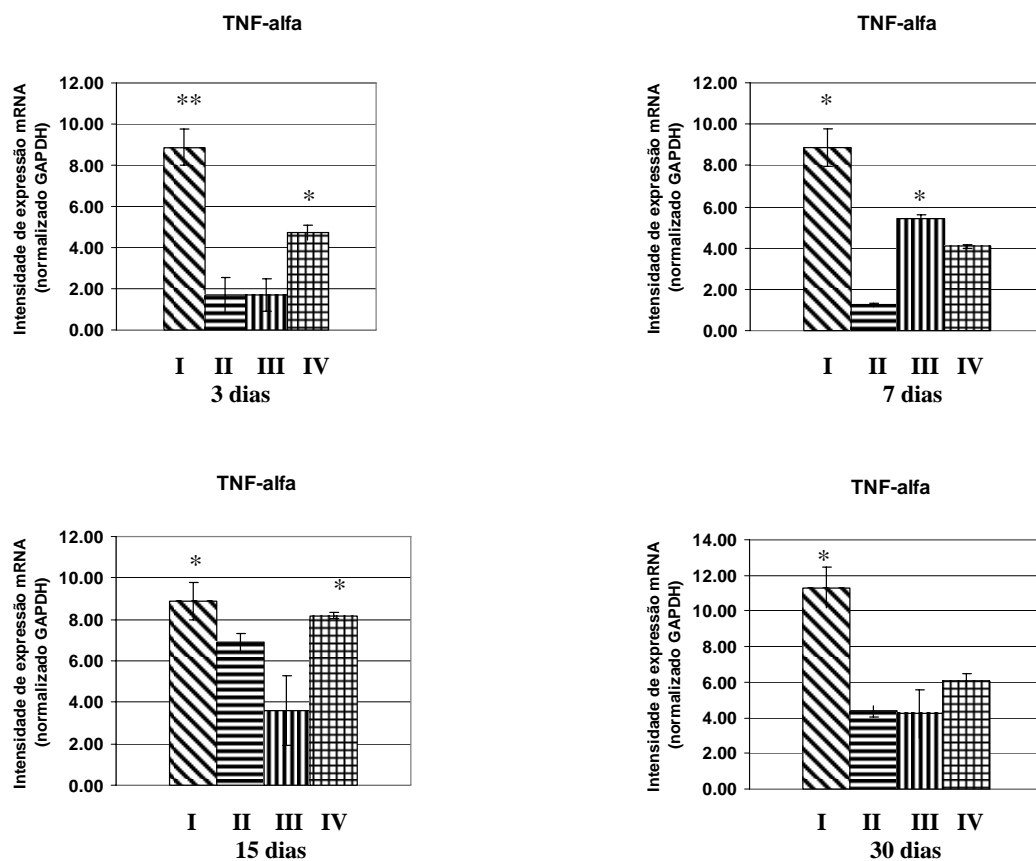 TNF-alfa
Intensidade de expressão mRNA
(normalizado GAPDH)
12.00
10.00
8.00
6.00
4.00
2.00
0.00
**
*
I II III IV
3 dias
TNF-alfa
Intensidade de expressão mRNA
(normalizado GAPDH)
12.00
10.00
8.00
6.00
4.00
2.00
0.00
*
*
I II III IV
7 dias
TNF-alfa
Intensidade de expressão mRNA
(normalizado GAPDH)
12.00
10.00
8.00
6.00
4.00
2.00
0.00
*
*
I II III IV
15 dias
TNF-alfa
Intensidade de expressão mRNA
(normalizado GAPDH)
14.00
12.00
10.00
8.00
6.00
4.00
2.00
0.00
*
I II III IV
30 dias